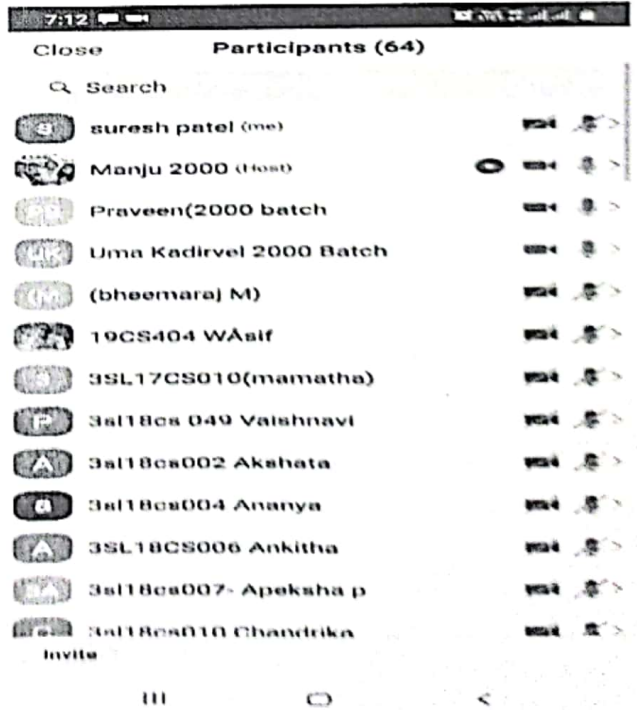 7:12
Close Participants (64)
Search
suresh patel (me)
Manju 2000 (Host)
Praveen(2000 batch
Uma Kadirvel 2000 Batch
(bheemaraj M)
19CS404 WÅsif
3SL17CS010(mamatha)
3sl18cs 049 Vaishnavi
3sl18cs002 Akshata
3sl18cs004 Ananya
3SL18CS006 Ankitha
3sl18cs007- Apeksha p
3sl18cs010 Chandrika
Invite